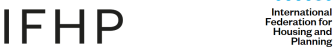 IFHP
International
Federation for
Housing and
Planning